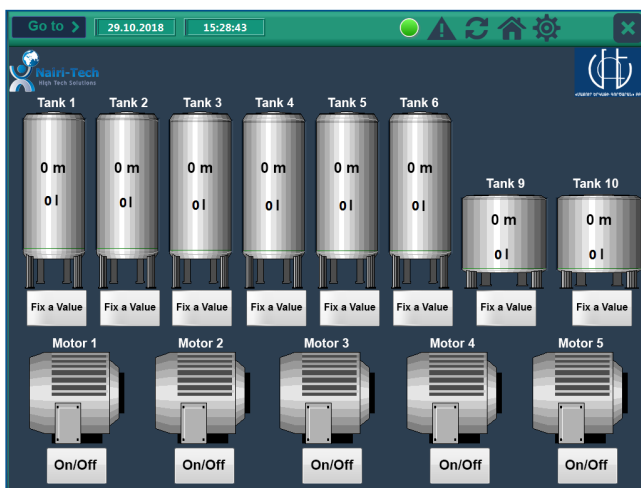 Go to >
29.10.2018
15:28:43
Nairi-Tech
High Tech Solutions
Tank 1 Tank 2 Tank 3 Tank 4 Tank 5 Tank 6
0 m 0 m 0 m 0 m 0 m 0 m
0 l 0 l 0 l 0 l 0 l 0 l
Tank 9 Tank 10
0 m 0 m
0 l 0 l
Fix a Value Fix a Value Fix a Value Fix a Value Fix a Value Fix a Value Fix a Value Fix a Value
Motor 1 Motor 2 Motor 3 Motor 4 Motor 5
On/Off On/Off On/Off On/Off On/Off